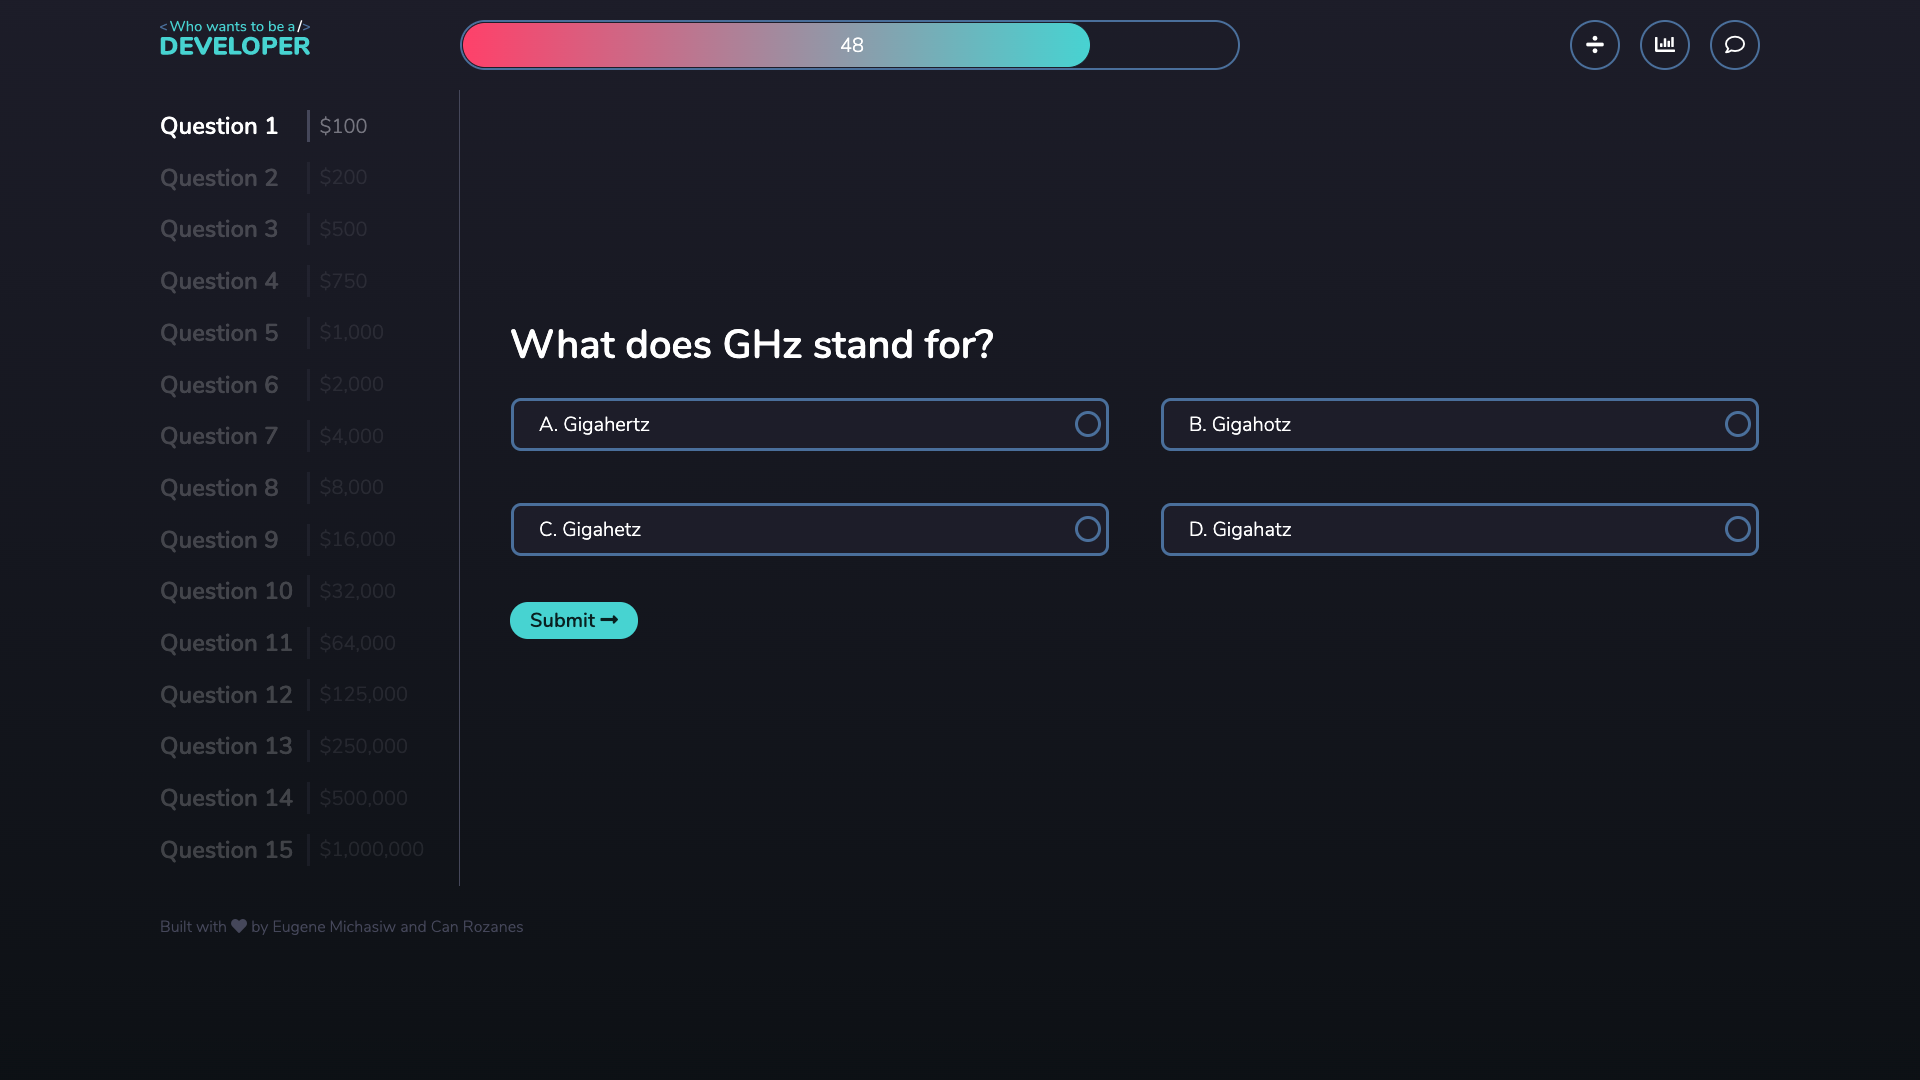 <Who wants to be a/>
DEVELOPER
48
Question 1 $100
Question 2 $200
Question 3 $500
Question 4 $750
Question 5 $1,000
Question 6 $2,000
Question 7 $4,000
Question 8 $8,000
Question 9 $16,000
Question 10 $32,000
Question 11 $64,000
Question 12 $125,000
Question 13 $250,000
Question 14 $500,000
Question 15 $1,000,000
What does GHz stand for?
A. Gigahertz
B. Gigahotz
C. Gigahetz
D. Gigahatz
Submit
Built with by Eugene Michasiw and Can Rozanes